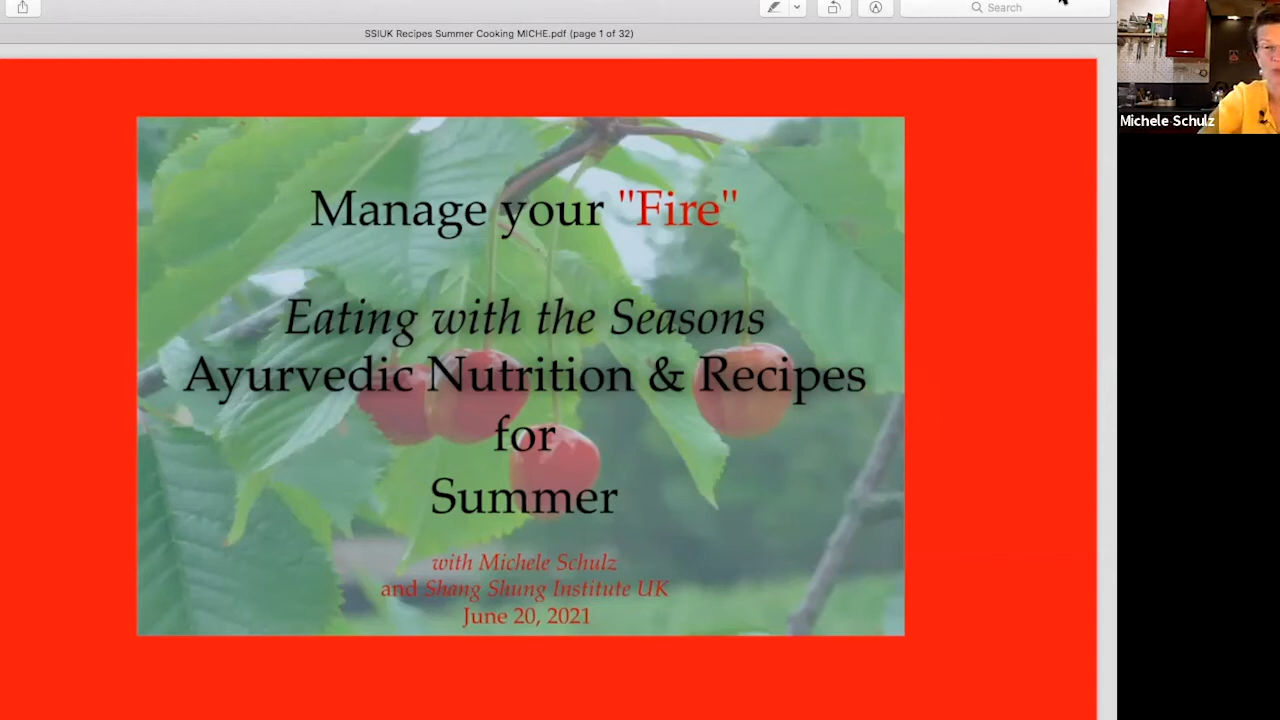 Search
SSIUK Recipes Summer Cooking MICHE.pdf (page 1 of 32)
Michele Schulz
Manage your "Fire"
Eating with the Seasons
Ayurvedic Nutrition & Recipes
for
Summer
with Michele Schulz
and Shang Shung Institute UK
June 20, 2021